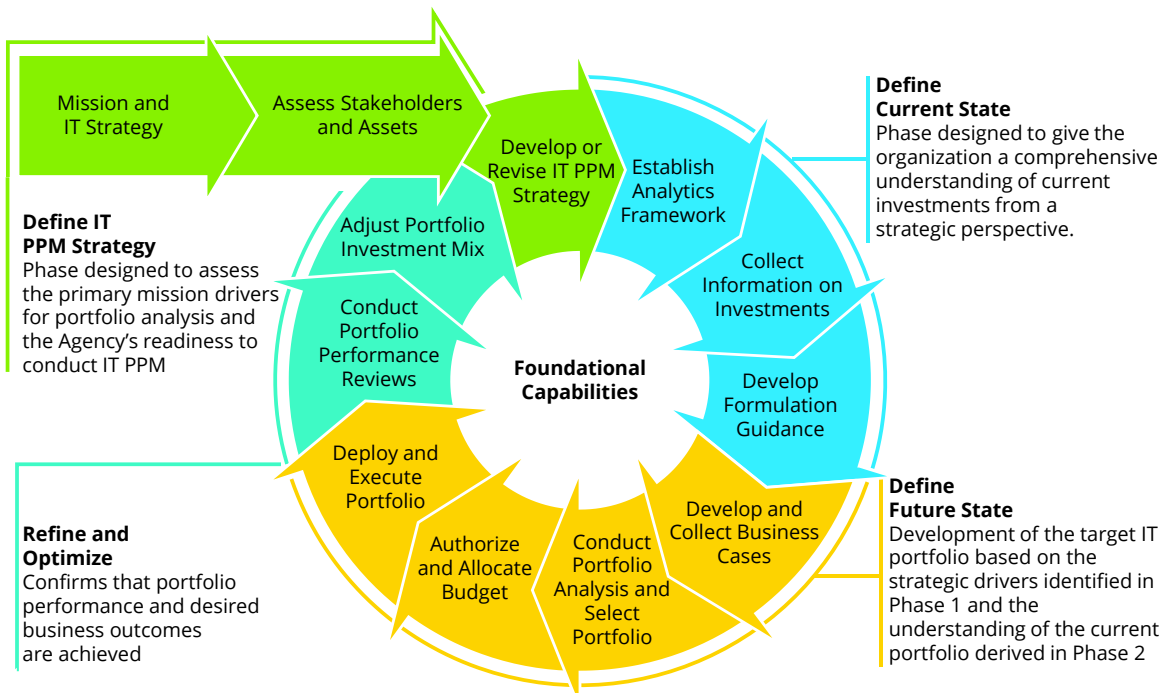 Mission and
IT Strategy
Assess Stakeholders
and Assets
Develop or
Revise IT PPM
Strategy
Establish
Analytics
Framework
Collect
Information on
Investments
Develop
Formulation
Guidance
Develop and
Collect Business
Cases
Conduct
Portfolio
Analysis and
Select
Portfolio
Authorize
and Allocate
Budget
Deploy and
Execute
Portfolio
Conduct
Portfolio
Performance
Reviews
Adjust Portfolio
Investment Mix
Foundational
Capabilities
Define IT
PPM Strategy
Phase designed to assess
the primary mission drivers
for portfolio analysis and
the Agency’s readiness to
conduct IT PPM
Define
Current State
Phase designed to give the
organization a comprehensive
understanding of current
investments from a
strategic perspective.
Define
Future State
Development of the target IT
portfolio based on the
strategic drivers identified in
Phase 1 and the
understanding of the current
portfolio derived in Phase 2
Refine and
Optimize
Confirms that portfolio
performance and desired
business outcomes
are achieved